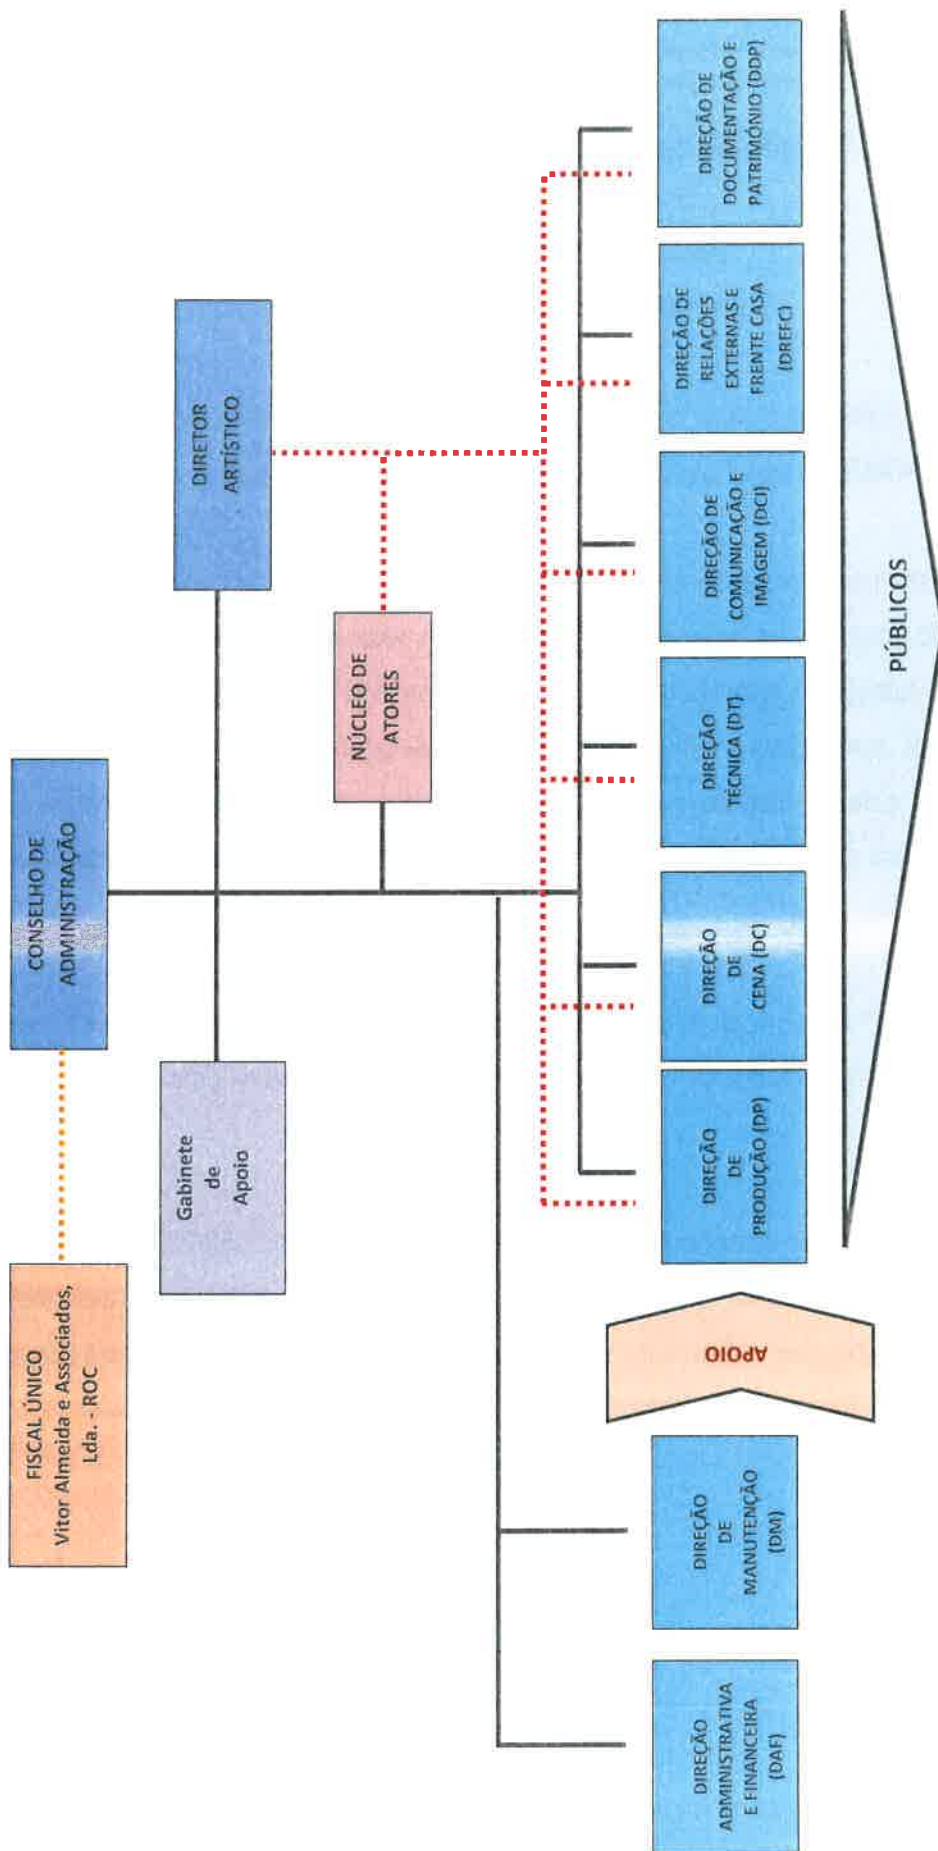 CONSELHO DE
ADMINISTRAÇÃO
FISCAL ÚNICO
Vitor Almeida e Associados,
Lda. - ROC
Gabinete
de
Apoio
DIRETOR
ARTÍSTICO
NÚCLEO DE
ATORES
DIREÇÃO
ADMINISTRATIVA
E FINANCEIRA
(DAF)
DIREÇÃO
DE
MANUTENÇÃO
(DM)
APOIO
DIREÇÃO
DE
PRODUÇÃO (DP)
DIREÇÃO
DE
CENA (DC)
DIREÇÃO
TÉCNICA (DT)
DIREÇÃO DE
COMUNICAÇÃO E
IMAGEM (DCI)
DIREÇÃO DE
RELAÇÕES
EXTERNAS E
FRENTE CASA
(DREFC)
DIREÇÃO DE
DOCUMENTAÇÃO E
PATRIMÓNIO (DDP)
PÚBLICOS